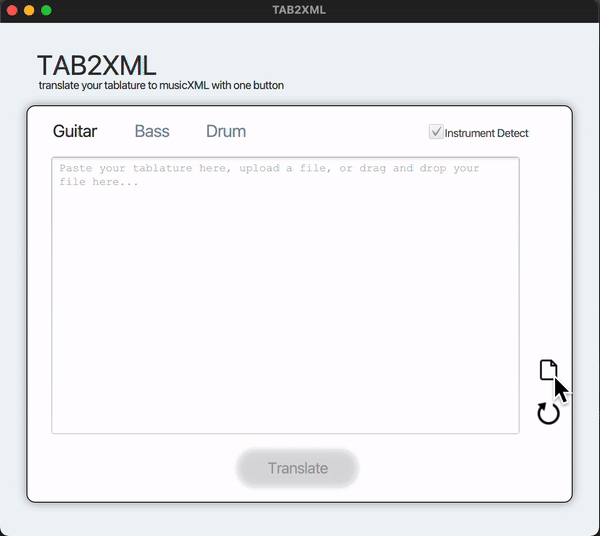 TAB2XML
TAB2XML
translate your tablature to musicXML with one button
Guitar Bass Drum Instrument Detect
Paste your tablature here, upload a file, or drag and drop your
file here...
Translate